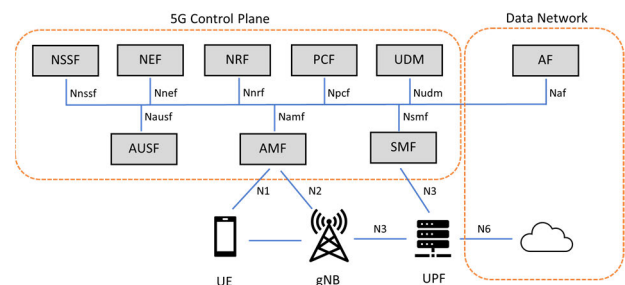 5G Control Plane
Data Network
NSSF
NEF
NRF
PCF
UDM
AF
Nnssf
Nnef
Nnrf
Npcf
Nudm
Naf
Nausf
Namf
Nsmf
AUSF
AMF
SMF
N1
N2
N3
N3
N6
UE
gNB
UPF